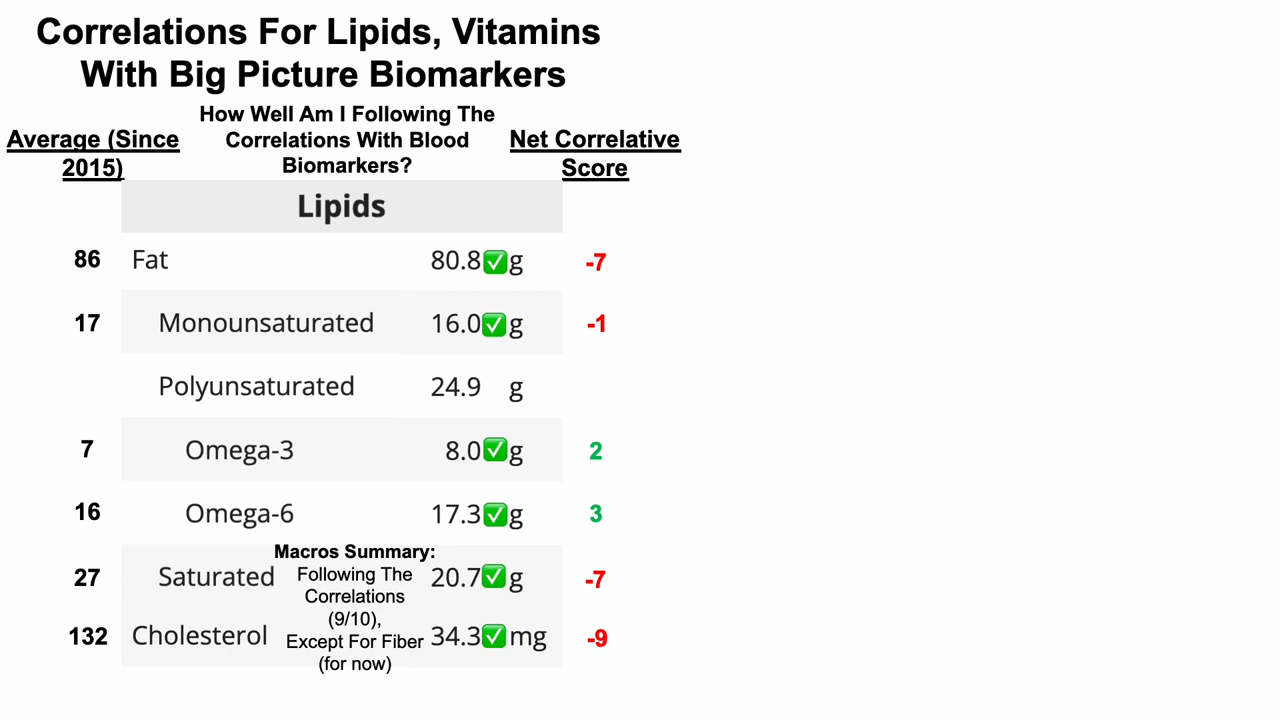 Correlations For Lipids, Vitamins
With Big Picture Biomarkers
How Well Am I Following The
Correlations With Blood
Biomarkers?
Average (Since
2015)
Net Correlative
Score
Lipids
86 Fat 80.8✅g -7
17 Monounsaturated 16.0✅g -1
Polyunsaturated 24.9 g
7 Omega-3 8.0✅g 2
16 Omega-6 17.3✅g 3
27 Saturated 20.7✅g -7
132 Cholesterol 34.3✅mg -9
Macros Summary:
Following The
Correlations
(9/10),
Except For Fiber
(for now)